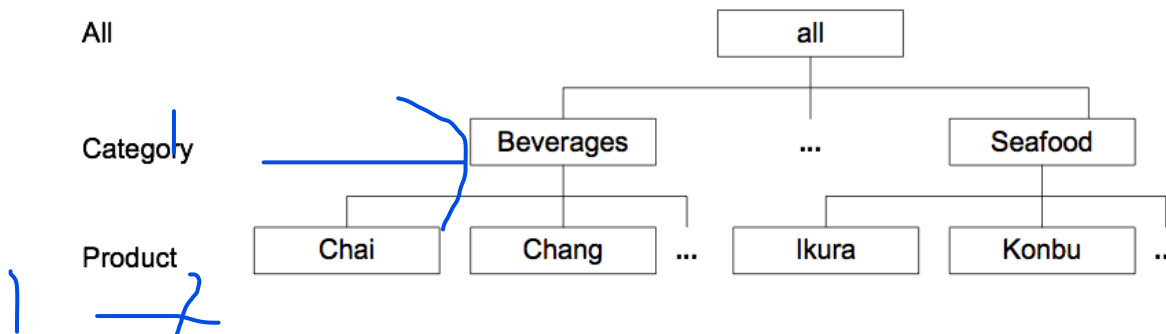 All all
Category Beverages ... Seafood
Product Chai Chang ... Ikura Konbu ..